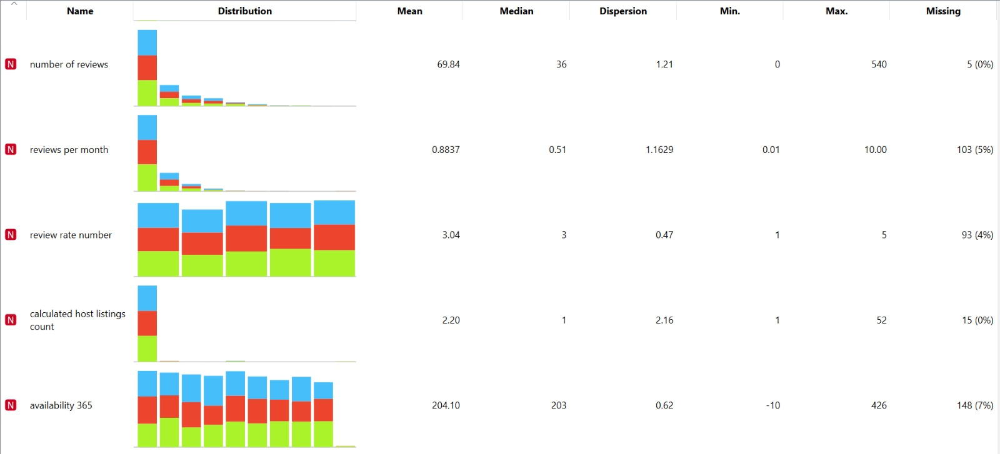 Name Distribution Mean Median Dispersion Min. Max. Missing
N number of reviews 69.84 36 1.21 0 540 5 (0%)
N reviews per month 0.8837 0.51 1.1629 0.01 10.00 103 (5%)
N review rate number 3.04 3 0.47 1 5 93 (4%)
N calculated host listings
count 2.20 1 2.16 1 52 15 (0%)
N availability 365 204.10 203 0.62 -10 426 148 (7%)